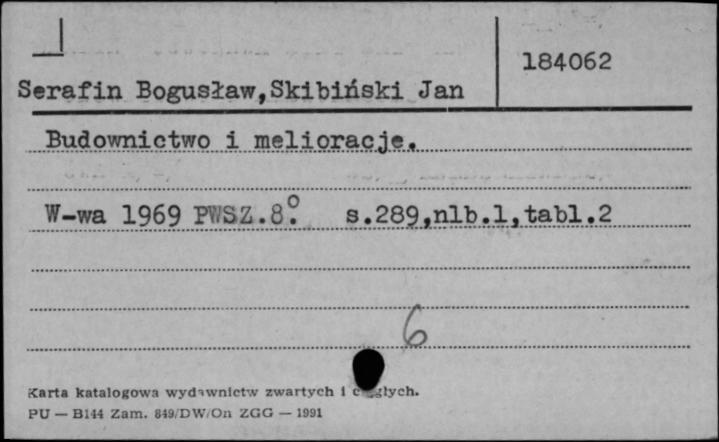 184062
Serafin Bogusław,Skibiński Jan
Budownictwo i melioracje.
W-wa 1969 PWSZ.8º. s.289,nlb.1,tabl.2
6
Karta katalogowa wydawnictw zwartych i ciągłych.
PU — B144 Zam. 849/DW/On ZGG — 1991